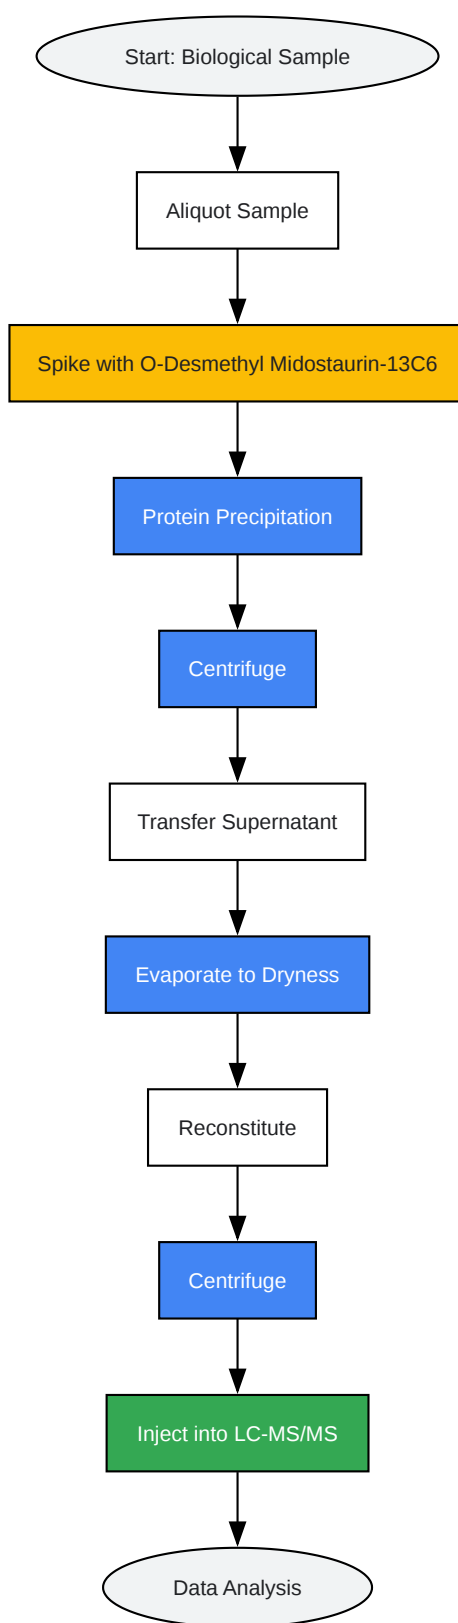 Start: Biological Sample
Aliquot Sample
Spike with O-Desmethyl Midostaurin-13C6
Protein Precipitation
Centrifuge
Transfer Supernatant
Evaporate to Dryness
Reconstitute
Centrifuge
Inject into LC-MS/MS
Data Analysis